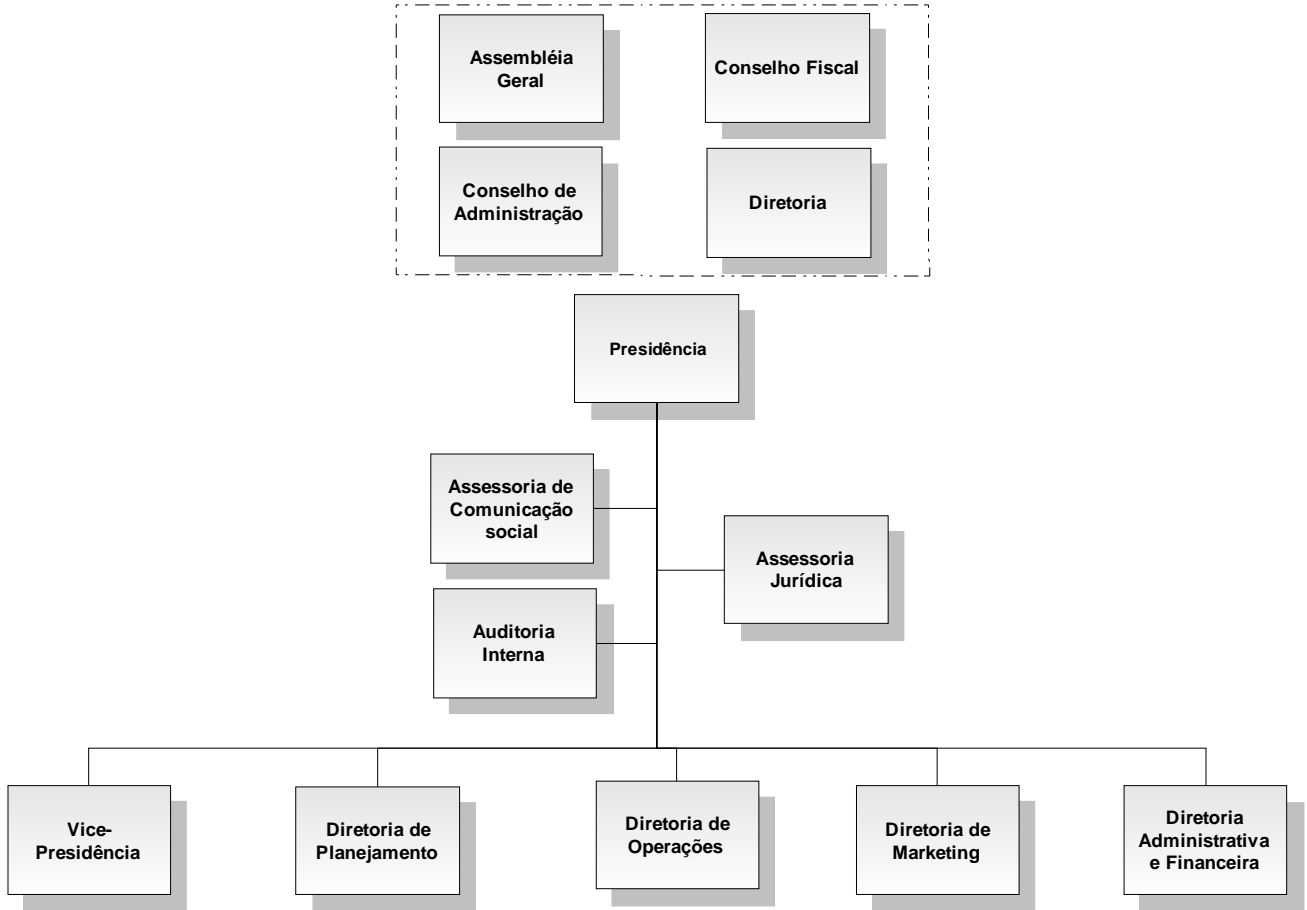 Assembléia
Geral
Conselho Fiscal
Conselho de
Administração
Diretoria
Presidência
Assessoria de
Comunicação
social
Assessoria
Jurídica
Auditoria
Interna
Vice-
Presidência
Diretoria de
Planejamento
Diretoria de
Operações
Diretoria de
Marketing
Diretoria
Administrativa
e Financeira